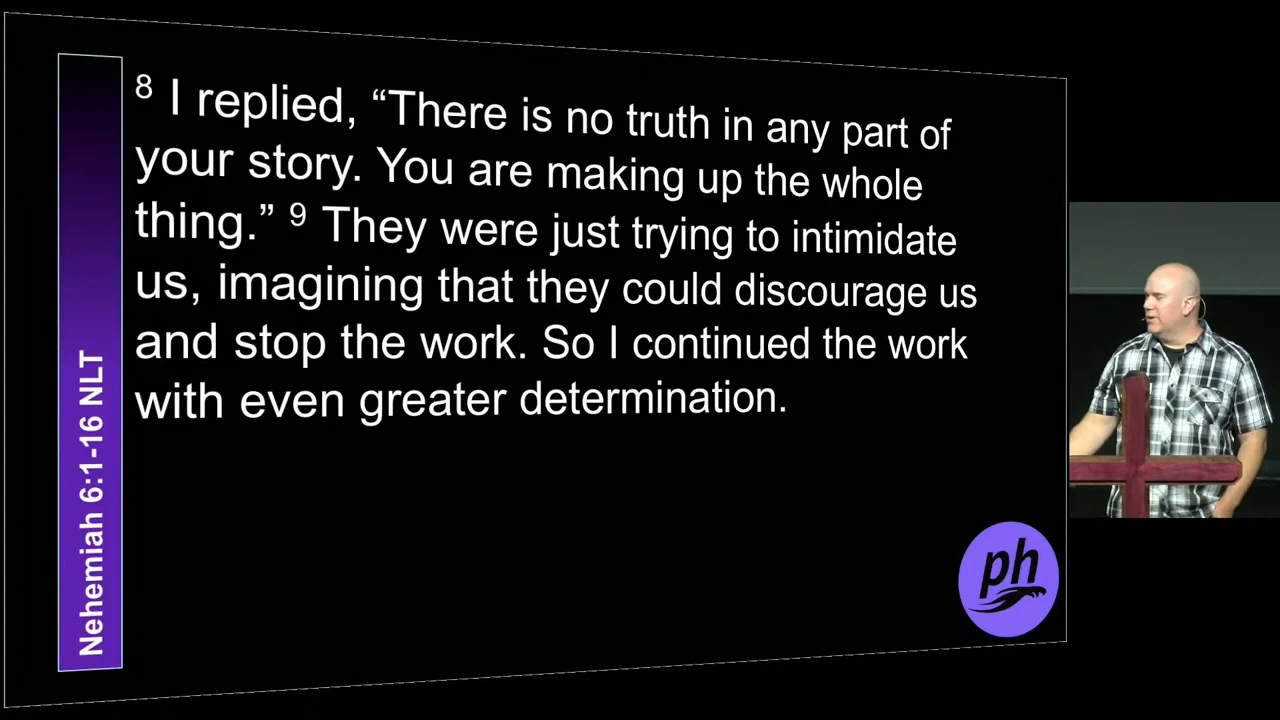 8 I replied, “There is no truth in any part of
your story. You are making up the whole
thing.” 9 They were just trying to intimidate
us, imagining that they could discourage us
and stop the work. So I continued the work
with even greater determination.
Nehemiah 6:1-16 NLT
ph